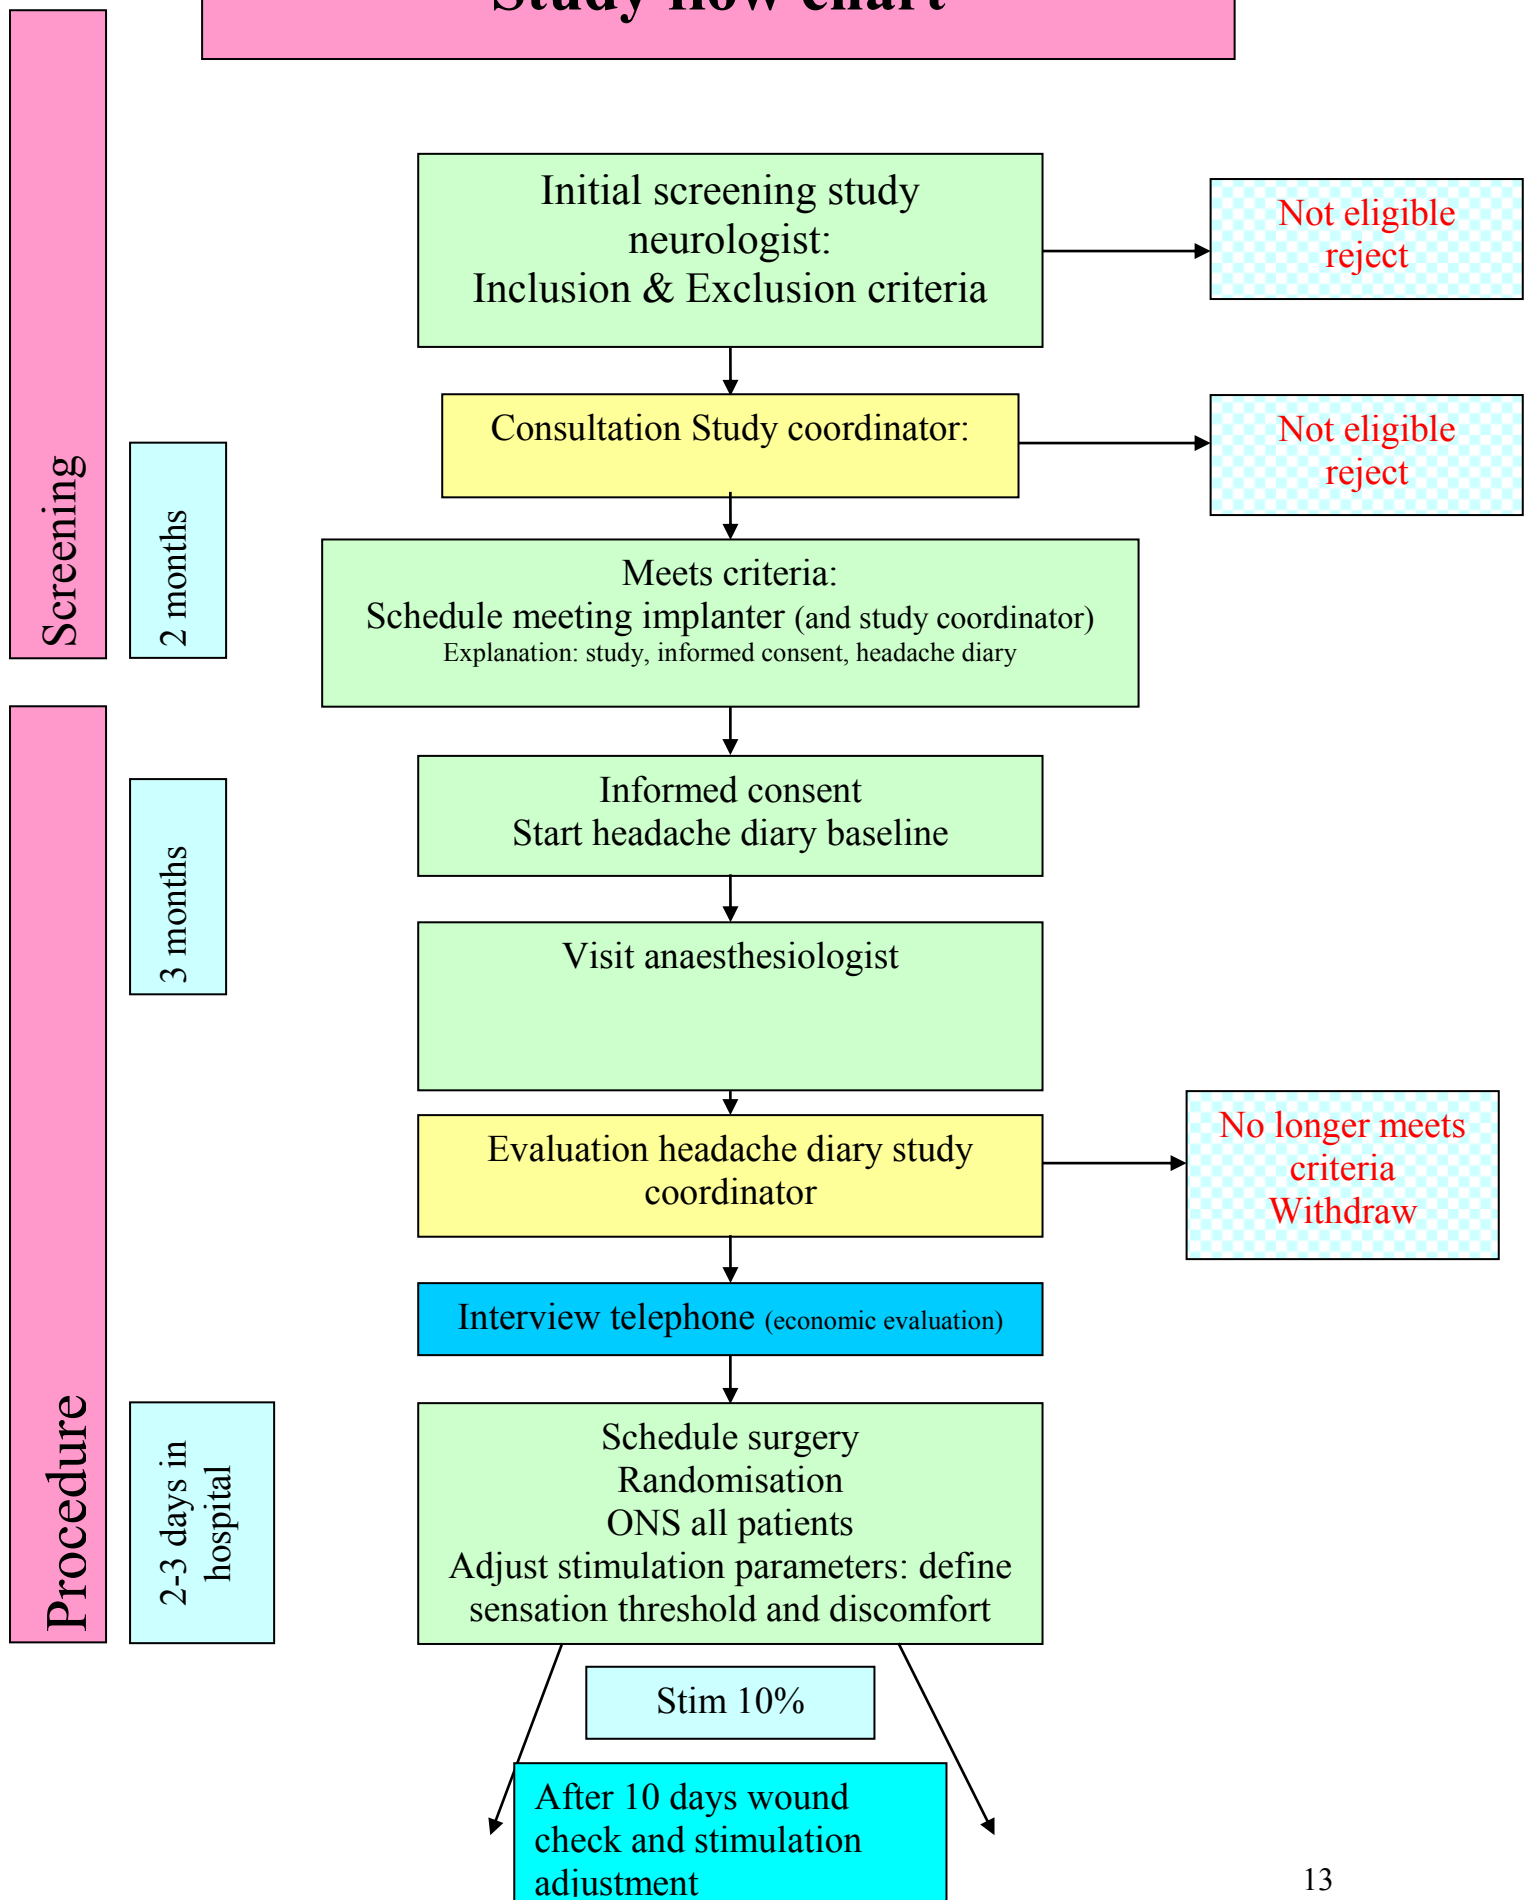 Study flow chart
Initial screening study
neurologist:
Inclusion & Exclusion criteria
Not eligible
reject
Consultation Study coordinator:
Not eligible
reject
Screening
2 months
Meets criteria:
Schedule meeting implanter (and study coordinator)
Explanation: study, informed consent, headache diary
3 months
Informed consent
Start headache diary baseline
Visit anaesthesiologist
Evaluation headache diary study
coordinator
No longer meets
criteria
Withdraw
Interview telephone (economic evaluation)
Procedure
2-3 days in
hospital
Schedule surgery
Randomisation
ONS all patients
Adjust stimulation parameters: define
sensation threshold and discomfort
Stim 10%
After 10 days wound
check and stimulation
adjustment
13